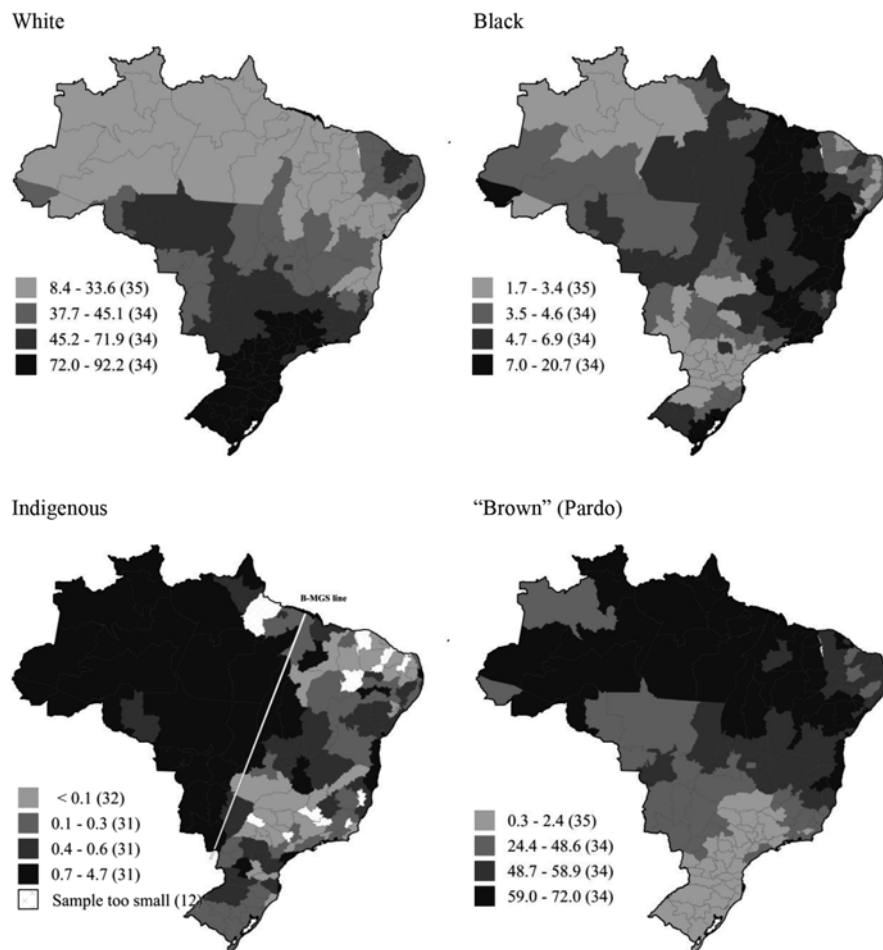 White
8.4 - 33.6 (35)
37.7 - 45.1 (34)
45.2 - 71.9 (34)
72.0 - 92.2 (34)
Black
1.7 - 3.4 (35)
3.5 - 4.6 (34)
4.7 - 6.9 (34)
7.0 - 20.7 (34)
Indigenous
B-MGS line
< 0.1 (32)
0.1 - 0.3 (31)
0.4 - 0.6 (31)
0.7 - 4.7 (31)
Sample too small (12)
“Brown” (Pardo)
0.3 - 2.4 (35)
24.4 - 48.6 (34)
48.7 - 58.9 (34)
59.0 - 72.0 (34)